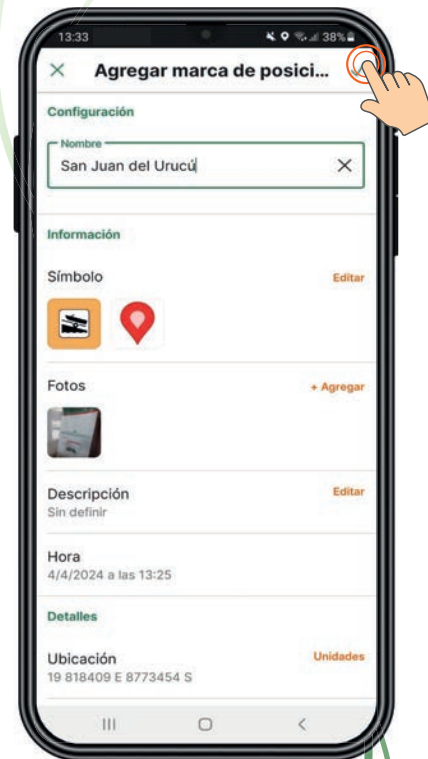 13:33
38%
Agregar marca de posici...
Configuración
Nombre
San Juan del Urucú
Información
Símbolo
Editar
Fotos
+ Agregar
Descripción
Editar
Sin definir
Hora
4/4/2024 a las 13:25
Detalles
Ubicación
Unidades
19 818409 E 8773454 S